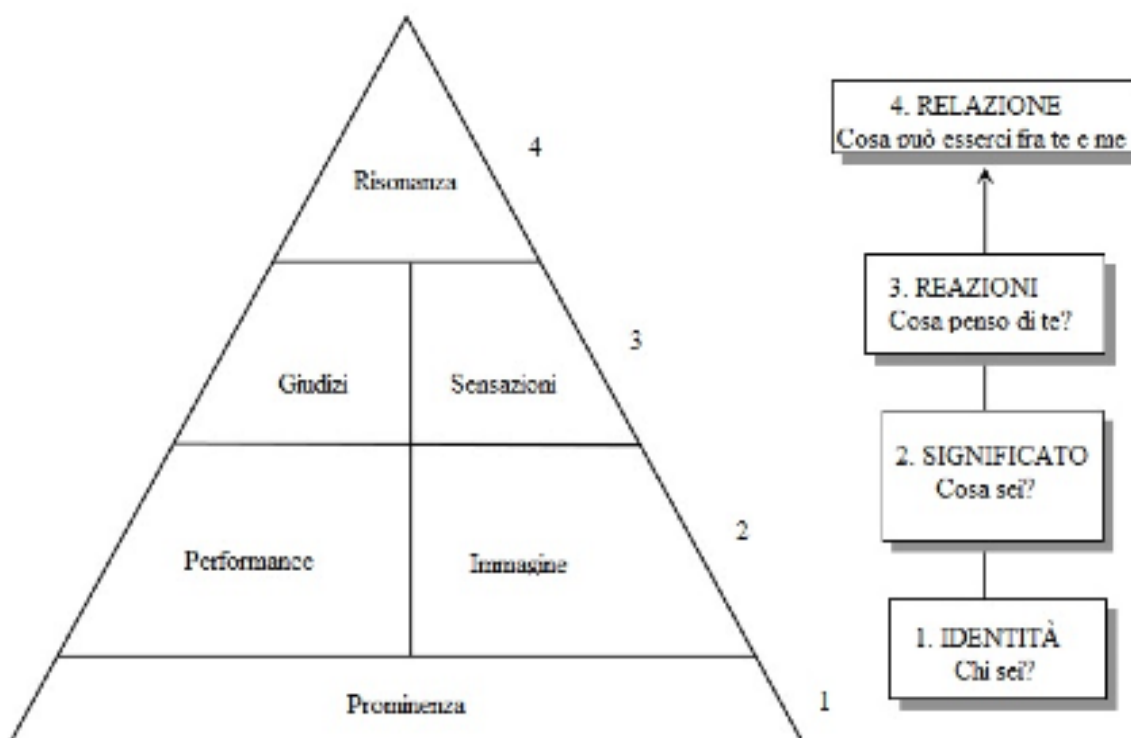 4
Risonanza
3
Giudizi
Sensazioni
2
Performance
Immagine
1
Prominenza
4. RELAZIONE
Cosa può esserci fra te e me
3. REAZIONI
Cosa penso di te?
2. SIGNIFICATO
Cosa sei?
1. IDENTITÀ
Chi sei?